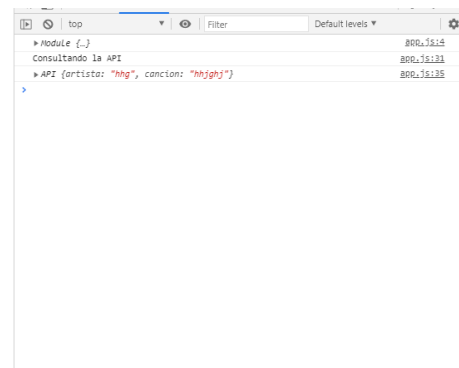 top Filter Default levels
Module {…} app.js:4
Consultando la API app.js:31
API {artista: "hhg", cancion: "hhjghj"} app.js:35